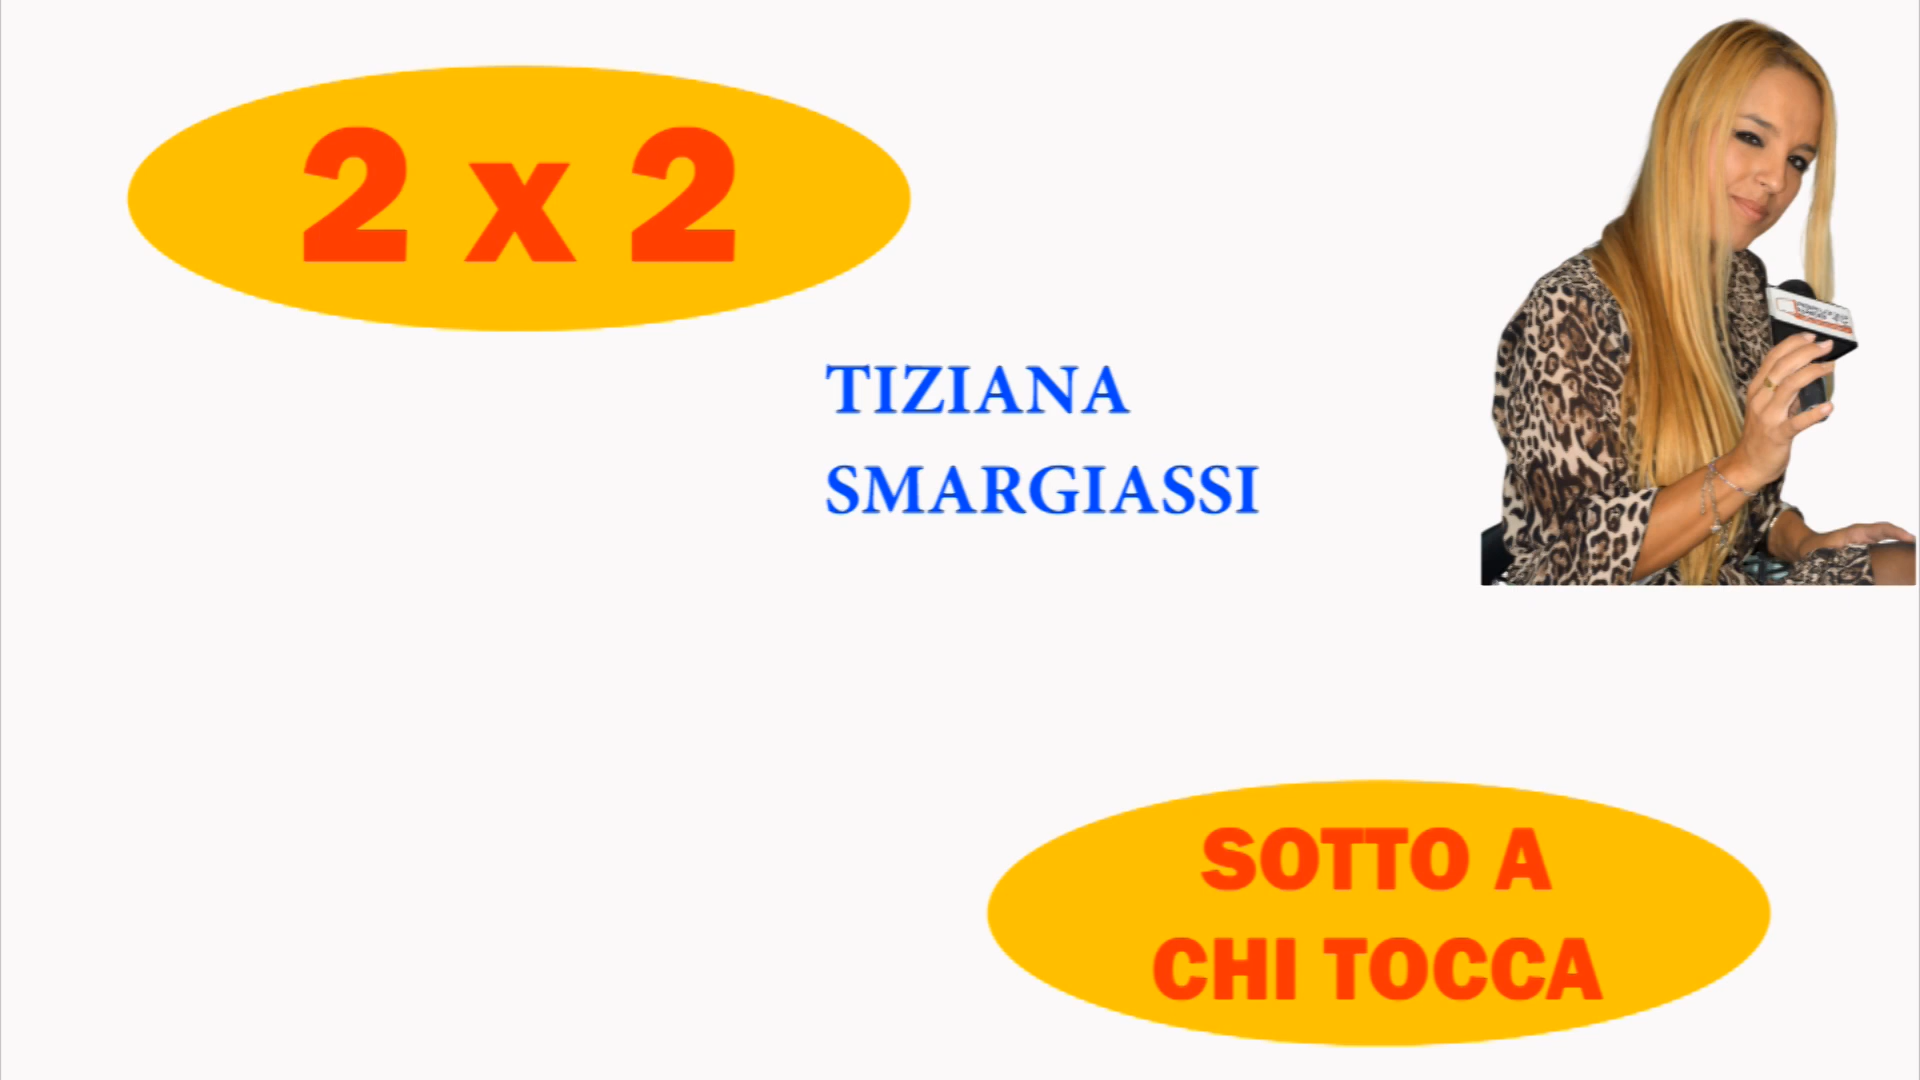 2 x 2
TIZIANA
SMARGIASSI
SOTTO A
CHI TOCCA